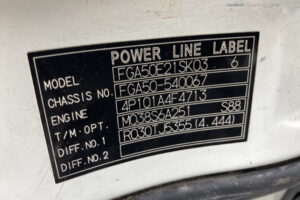 POWER LINE LABEL
MODEL FGA50E21SK03 6
CHASSIS NO. FGA50-540067
ENGINE 4P101A4F4713
T/M·OPT. M038S6A251 S88
DIFF. NO.1 R0301J5355(4.444)
DIFF. NO.2